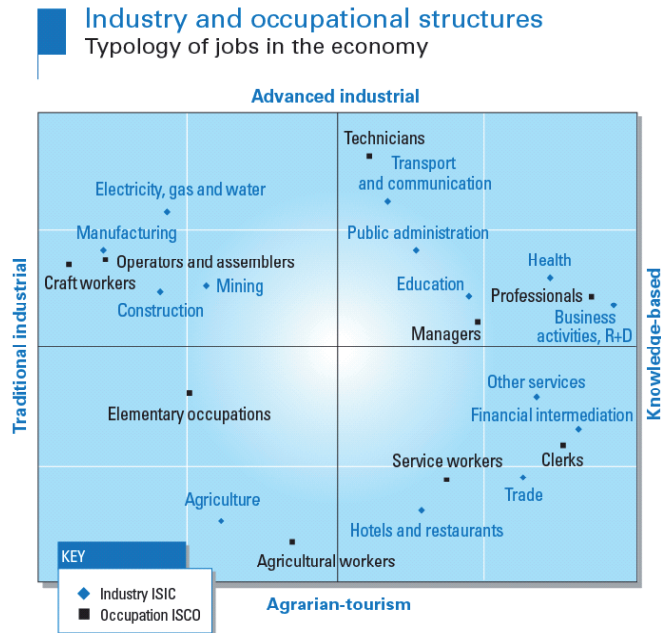 Industry and occupational structures
Typology of jobs in the economy
Advanced industrial
Technicians
Transport
and communication
Electricity, gas and water
Public administration
Manufacturing
Operators and assemblers
Health
Craft workers
Mining
Education
Professionals
Construction
Business
activities, R+D
Managers
Traditional industrial
Knowledge-based
Other services
Elementary occupations
Financial intermediation
Service workers
Clerks
Agriculture
Trade
Hotels and restaurants
Agricultural workers
KEY
Industry ISIC
Occupation ISCO
Agrarian-tourism